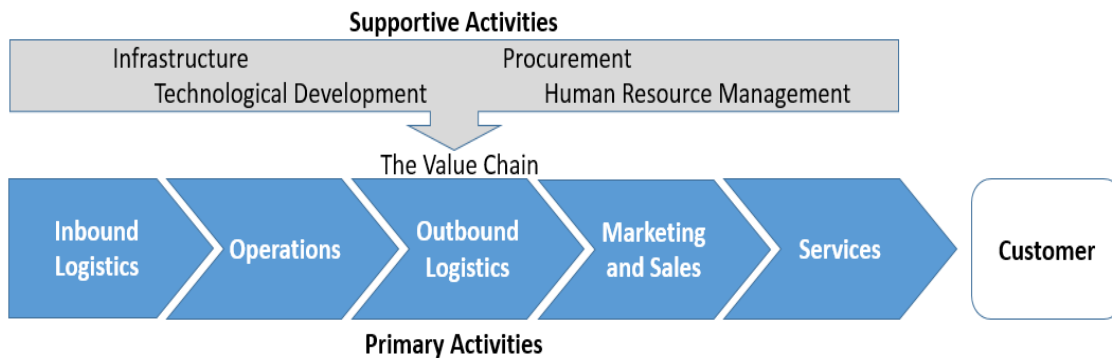 Supportive Activities
Infrastructure
Procurement
Technological Development
Human Resource Management
The Value Chain
Inbound
Logistics
Operations
Outbound
Logistics
Marketing
and Sales
Services
Customer
Primary Activities